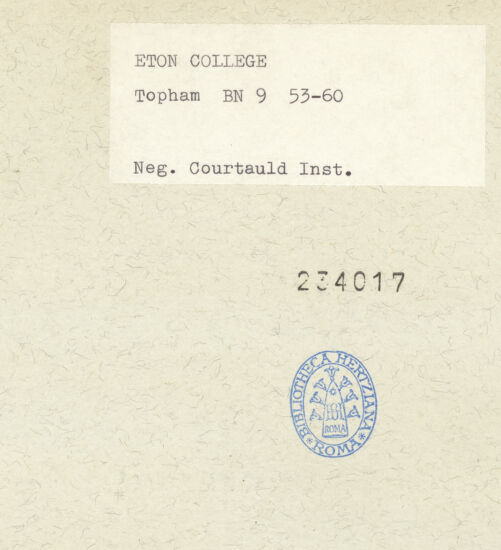 ETON COLLEGE
Topham BN 9 53-60
Neg. Courtauld Inst.
234017
BIBLIOTHECA HERTZIANA
ROMA
* ROMA *